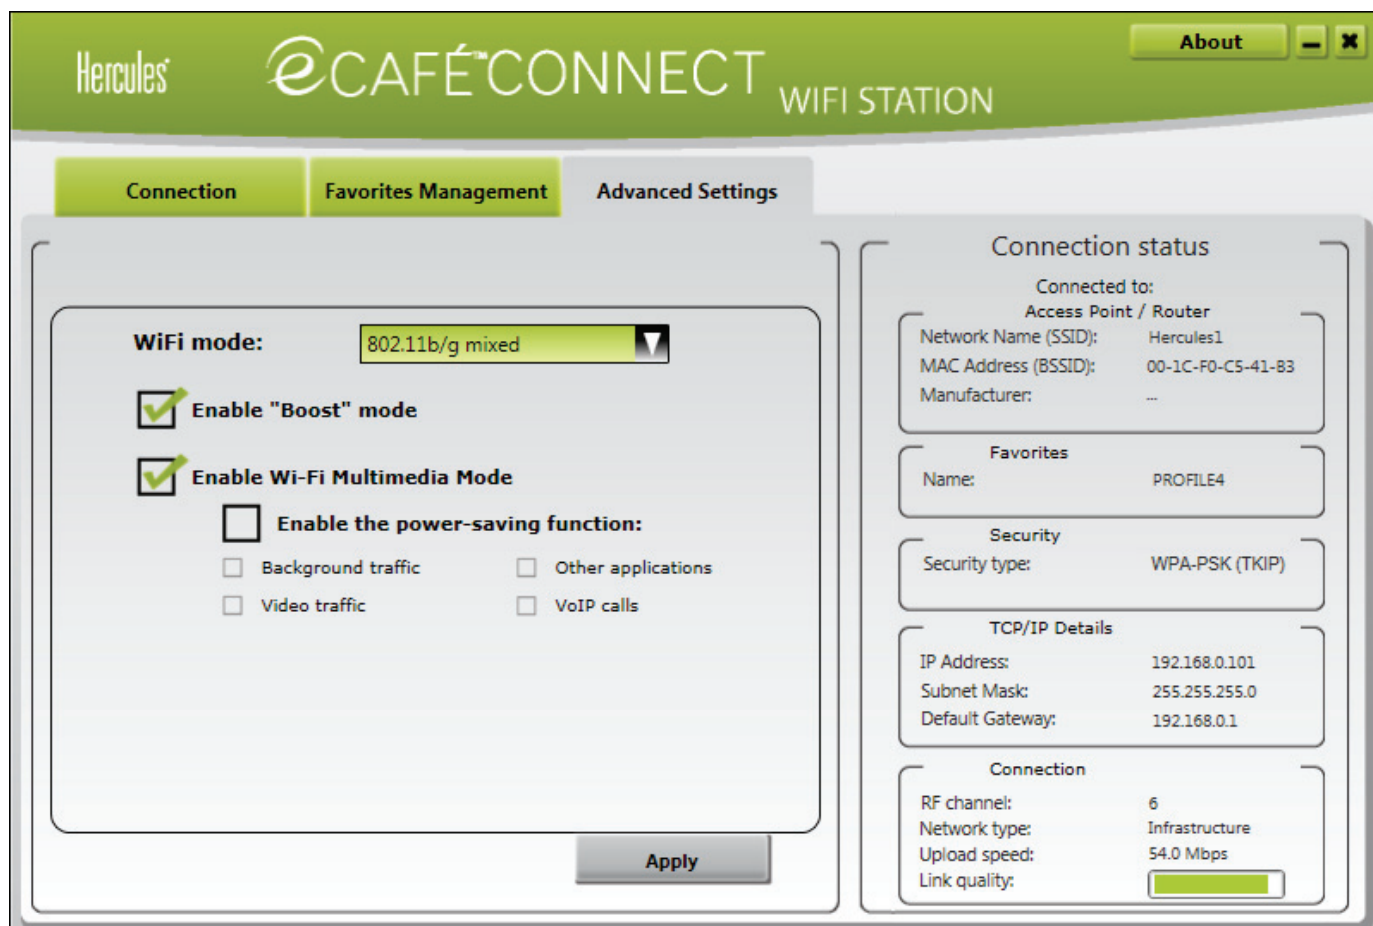 Hercules
eCAFÉ™CONNECT WIFI STATION
About
Connection
Favorites Management
Advanced Settings
WiFi mode:
802.11b/g mixed
Enable "Boost" mode
Enable Wi-Fi Multimedia Mode
Enable the power-saving function:
Background traffic
Other applications
Video traffic
VoIP calls
Apply
Connection status
Connected to:
Access Point / Router
Network Name (SSID): Hercules1
MAC Address (BSSID): 00-1C-F0-C5-41-B3
Manufacturer: ...
Favorites
Name: PROFILE4
Security
Security type: WPA-PSK (TKIP)
TCP/IP Details
IP Address: 192.168.0.101
Subnet Mask: 255.255.255.0
Default Gateway: 192.168.0.1
Connection
RF channel: 6
Network type: Infrastructure
Upload speed: 54.0 Mbps
Link quality: